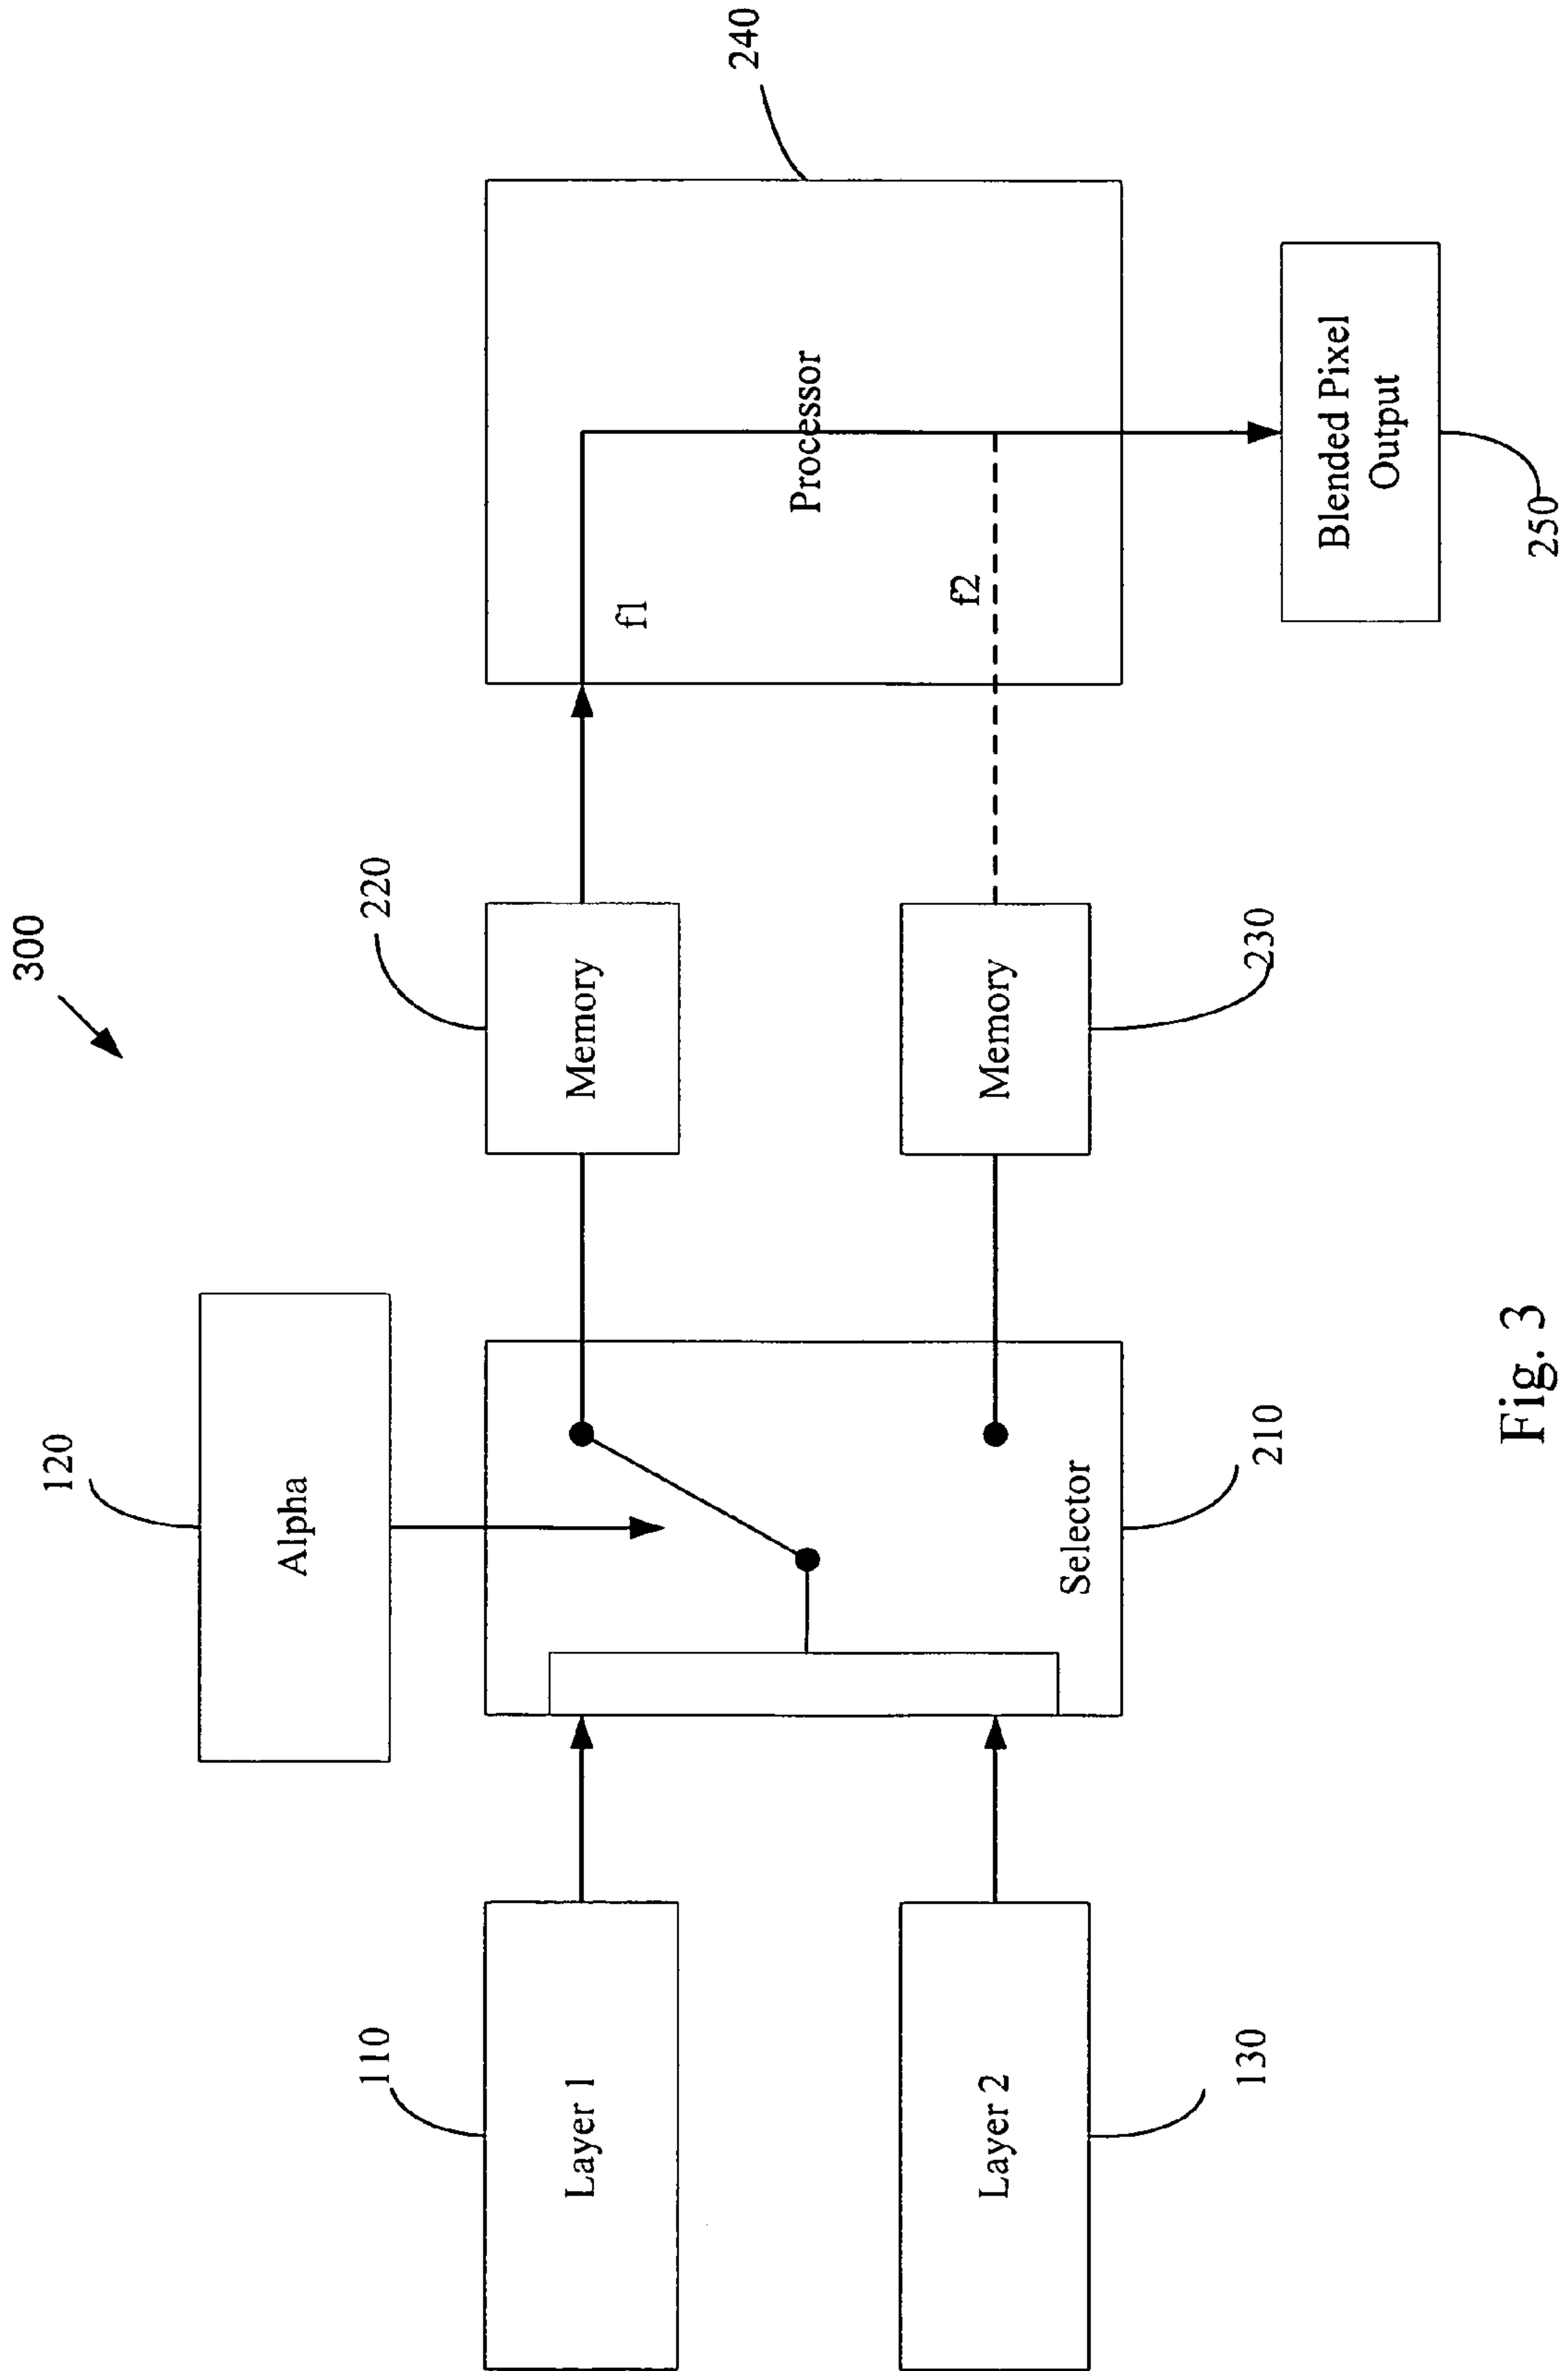 300
120
Alpha
110
Layer 1
220
Memory
240
f1
Processor
f2
Selector
210
Layer 2
130
Memory
230
Blended Pixel
Output
250
Fig. 3